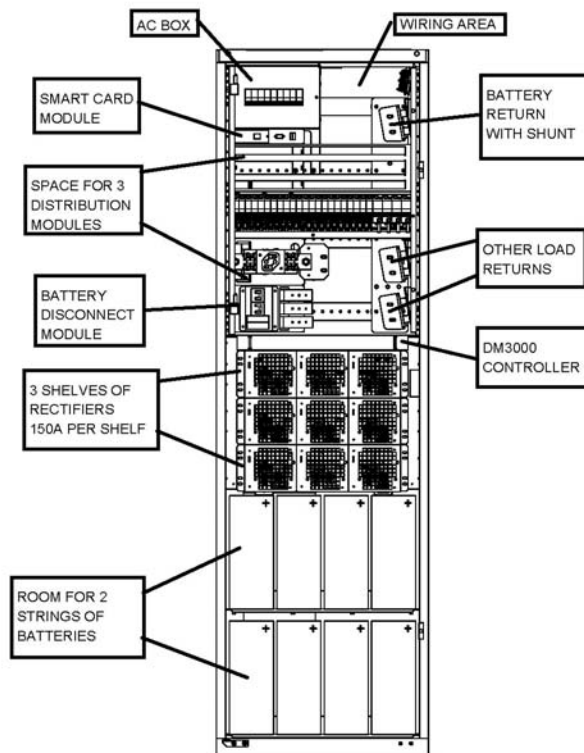 AC BOX
WIRING AREA
SMART CARD
MODULE
BATTERY
RETURN
WITH SHUNT
SPACE FOR 3
DISTRIBUTION
MODULES
OTHER LOAD
RETURNS
BATTERY
DISCONNECT
MODULE
DM3000
CONTROLLER
3 SHELVES OF
RECTIFIERS
150A PER SHELF
ROOM FOR 2
STRINGS OF
BATTERIES